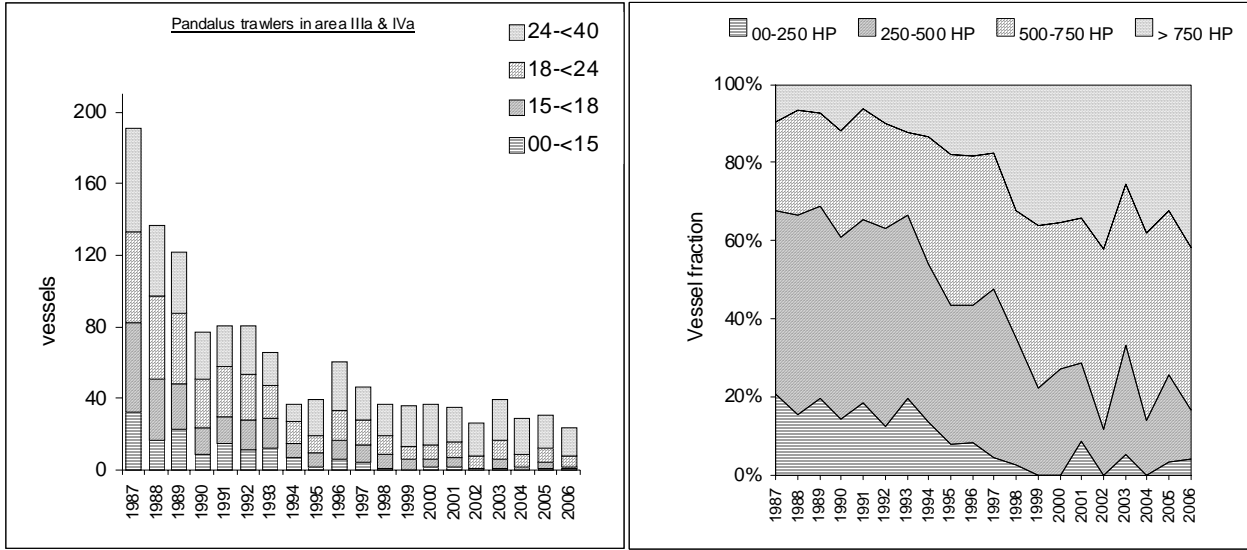 Pandalus trawlers in area IIIa & IVa
24-<40
18-<24
15-<18
00-<15
vessels
200
160
120
80
40
0
1987 1988 1989 1990 1991 1992 1993 1994 1995 1996 1997 1998 1999 2000 2001 2002 2003 2004 2005 2006
00-250 HP 250-500 HP 500-750 HP > 750 HP
Vessel fraction
100%
80%
60%
40%
20%
0%
1987 1988 1989 1990 1991 1992 1993 1994 1995 1996 1997 1998 1999 2000 2001 2002 2003 2004 2005 2006